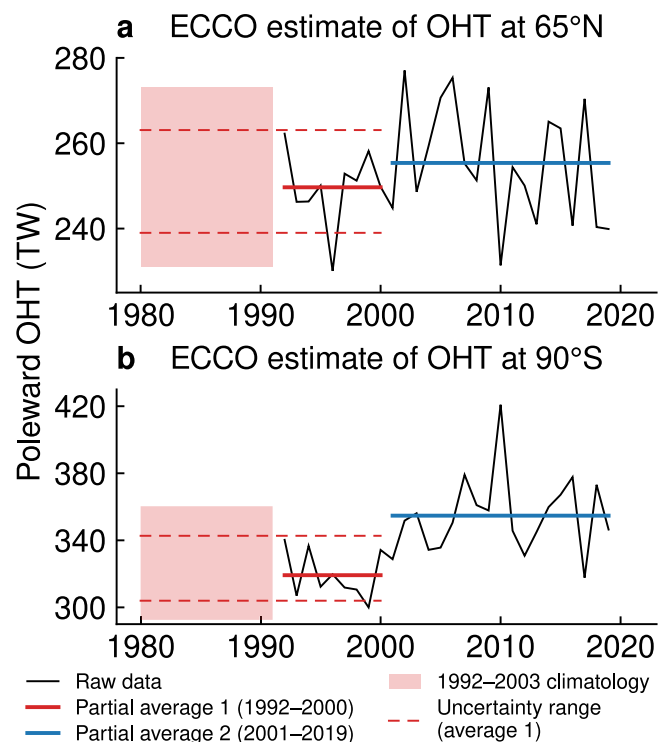 a ECCO estimate of OHT at 65°N
280
260
240
1980 1990 2000 2010 2020
Poleward OHT (TW)
b ECCO estimate of OHT at 90°S
420
380
340
300
1980 1990 2000 2010 2020
Raw data
Partial average 1 (1992–2000)
Partial average 2 (2001–2019)
1992–2003 climatology
Uncertainty range
(average 1)